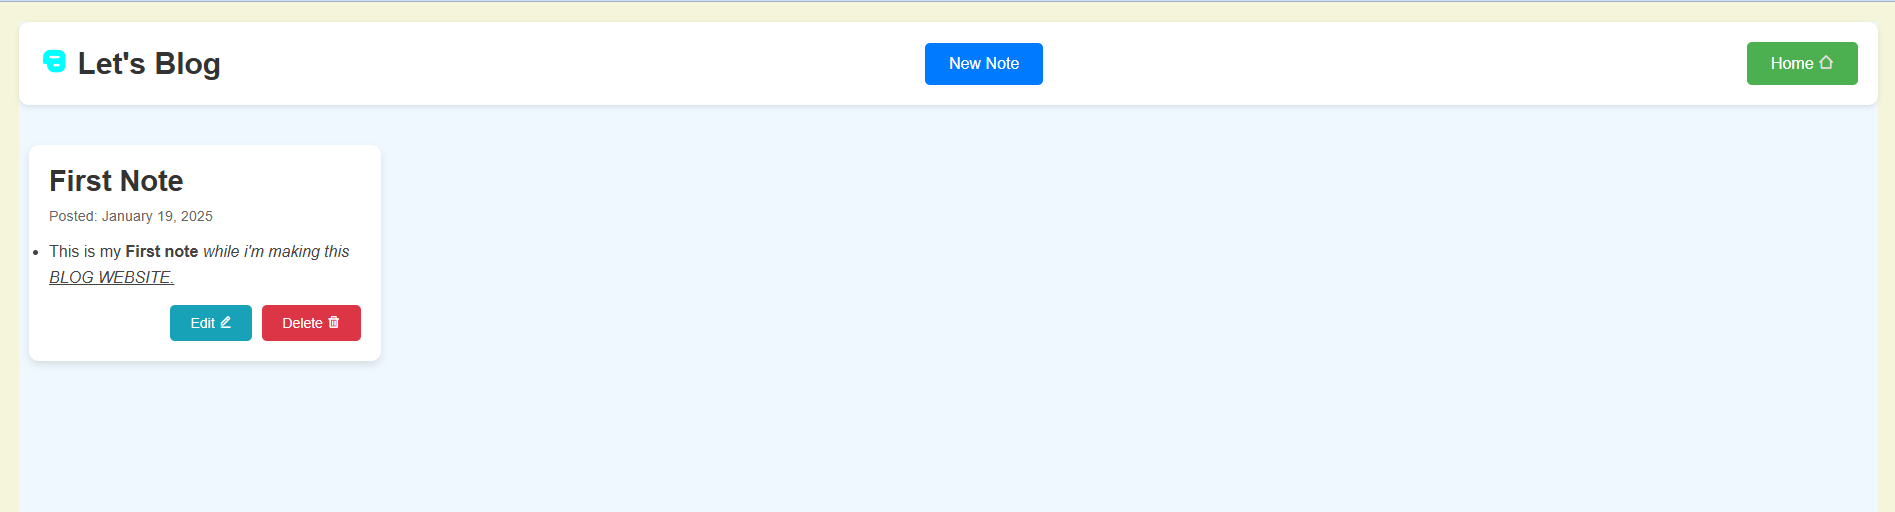 Let's Blog
New Note
Home
First Note
Posted: January 19, 2025
• This is my First note while i'm making this
BLOG WEBSITE.
Edit
Delete